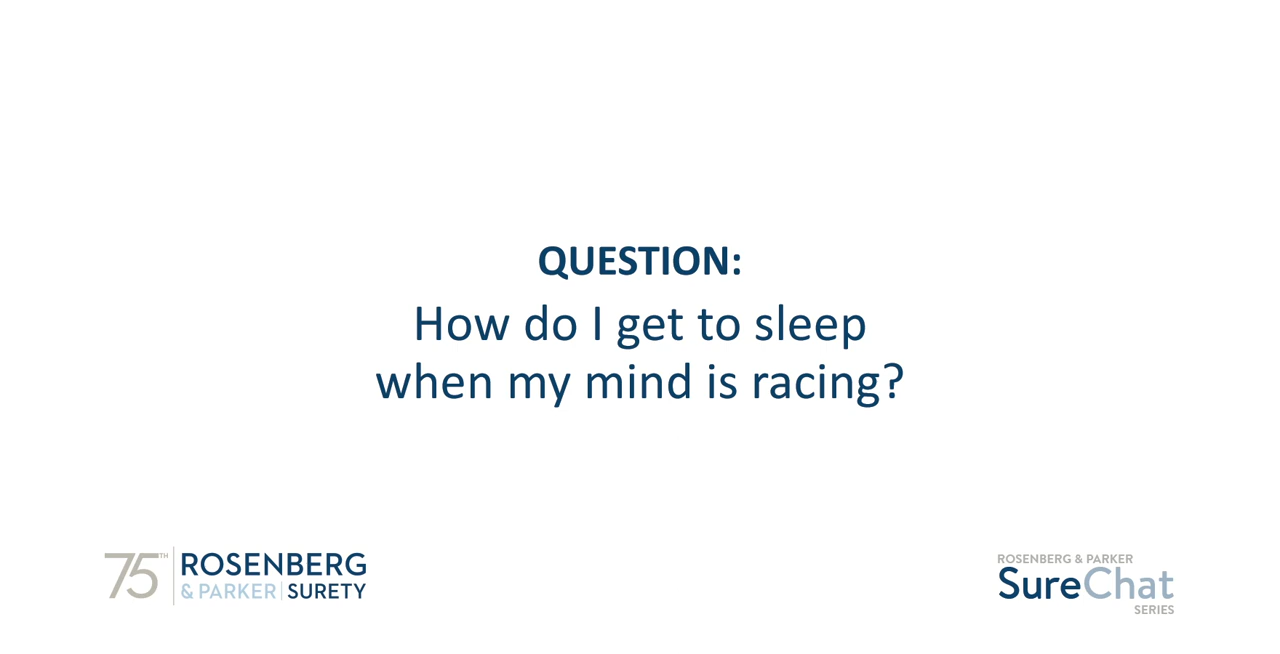 QUESTION:
How do I get to sleep
when my mind is racing?
75TH
ROSENBERG
& PARKER SURETY
ROSENBERG & PARKER
SureChat
SERIES